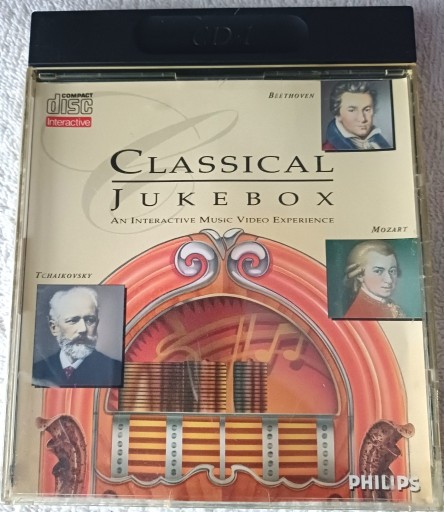 CD-I
COMPACT
disc
Interactive
BEETHOVEN
CLASSICAL
JUKEBOX
AN INTERACTIVE MUSIC VIDEO EXPERIENCE
MOZART
TCHAIKOVSKY
PHILIPS